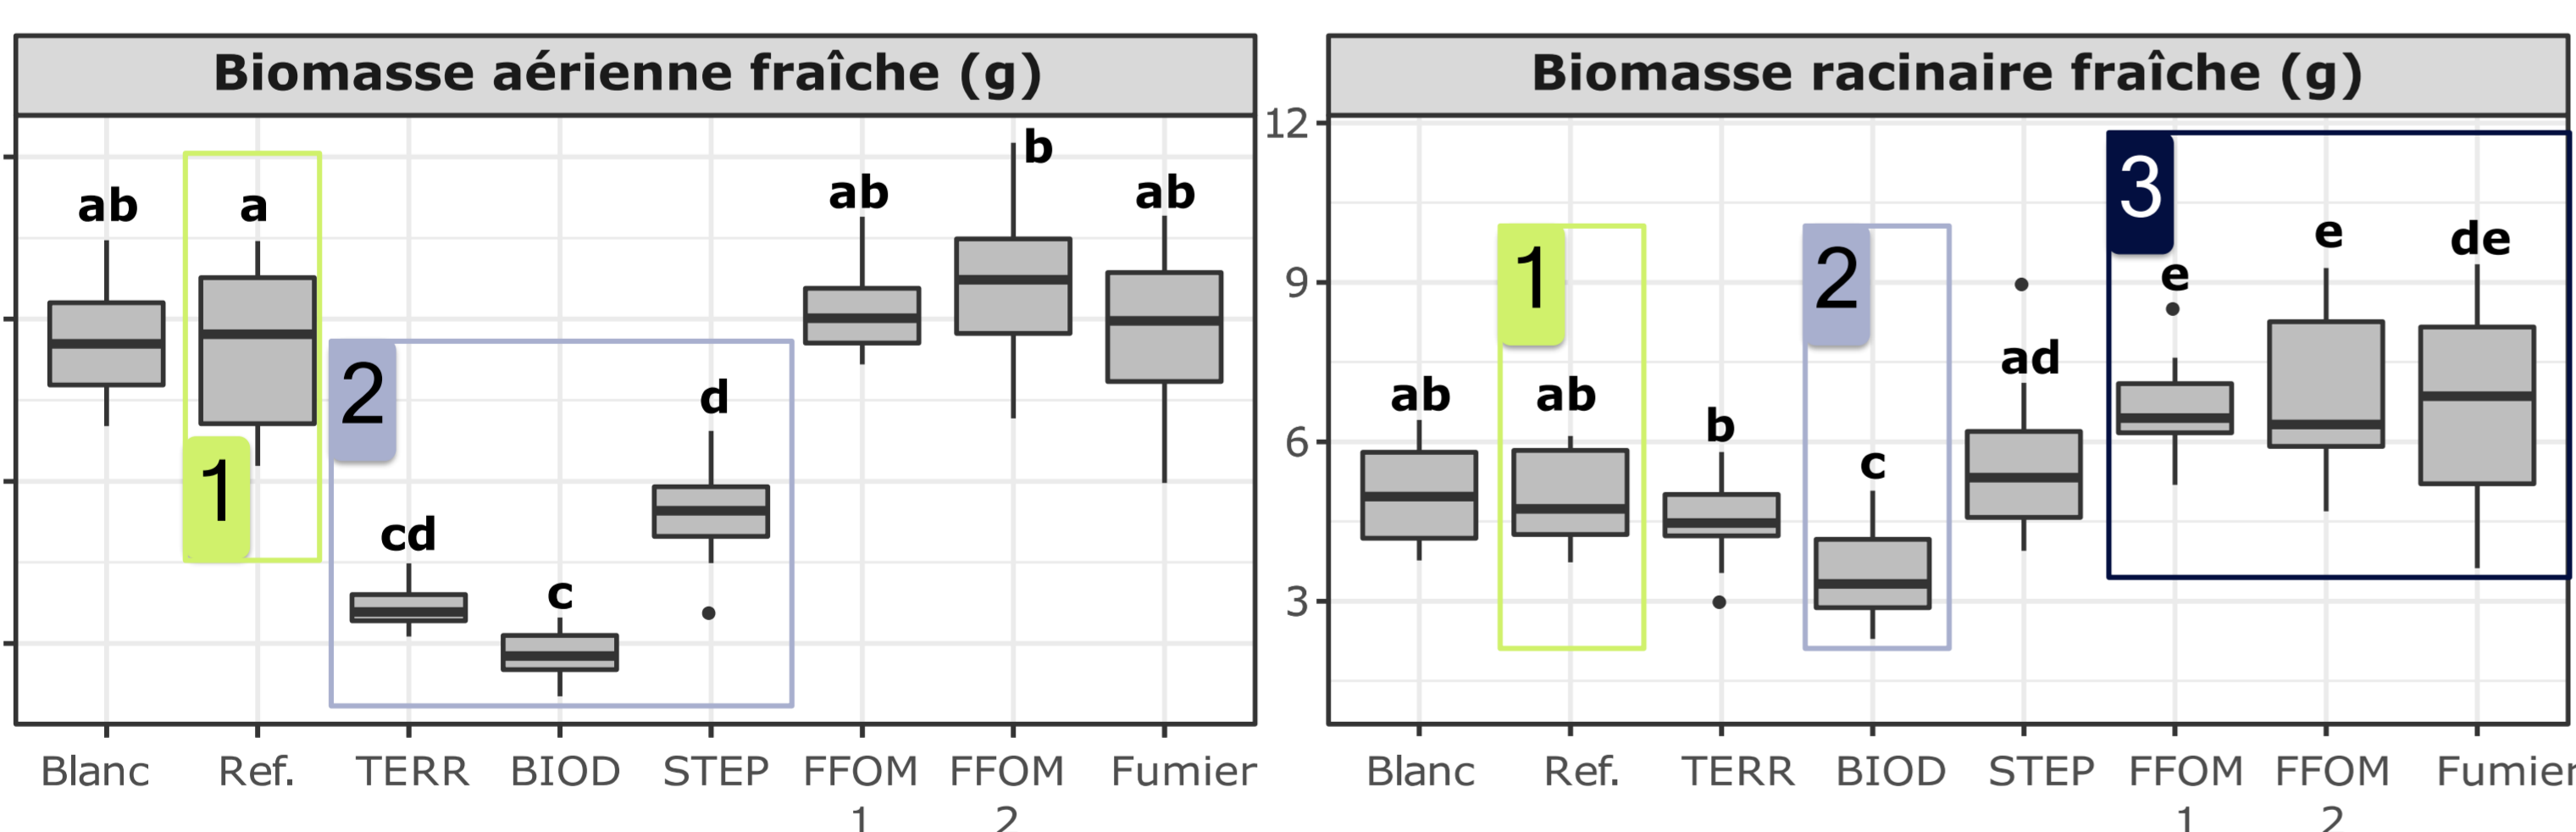 Biomasse aérienne fraîche (g)
ab a cd c d ab b ab
1 2
Blanc Ref. TERR BIOD STEP FFOM 1 FFOM 2 Fumier
Biomasse racinaire fraîche (g)
12
9
6
3
ab ab b c ad e e de
1 2 3
Blanc Ref. TERR BIOD STEP FFOM 1 FFOM 2 Fumier